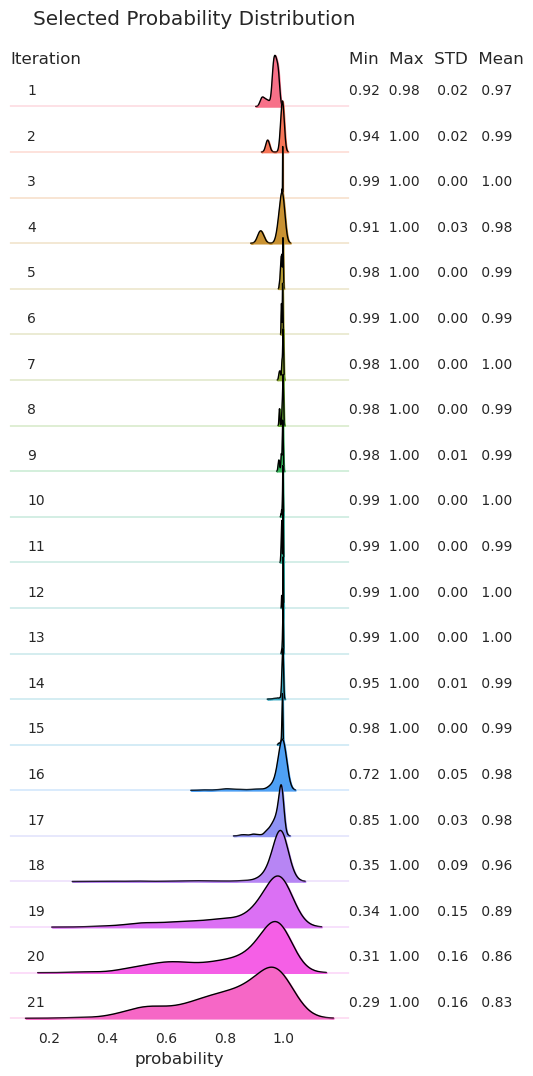 Selected Probability Distribution
Iteration Min Max STD Mean
1 0.92 0.98 0.02 0.97
2 0.94 1.00 0.02 0.99
3 0.99 1.00 0.00 1.00
4 0.91 1.00 0.03 0.98
5 0.98 1.00 0.00 0.99
6 0.99 1.00 0.00 0.99
7 0.98 1.00 0.00 1.00
8 0.98 1.00 0.00 0.99
9 0.98 1.00 0.01 0.99
10 0.99 1.00 0.00 1.00
11 0.99 1.00 0.00 0.99
12 0.99 1.00 0.00 1.00
13 0.99 1.00 0.00 1.00
14 0.95 1.00 0.01 0.99
15 0.98 1.00 0.00 0.99
16 0.72 1.00 0.05 0.98
17 0.85 1.00 0.03 0.98
18 0.35 1.00 0.09 0.96
19 0.34 1.00 0.15 0.89
20 0.31 1.00 0.16 0.86
21 0.29 1.00 0.16 0.83
0.2 0.4 0.6 0.8 1.0
probability